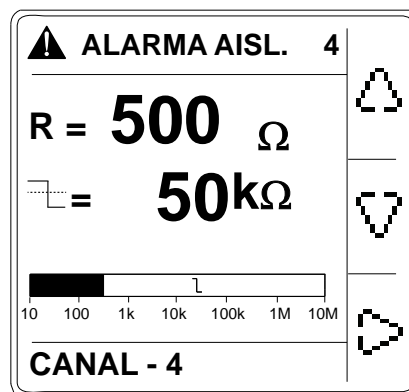 ALARMA AISL. 4
R = 500 Ω
= 50kΩ
10 100 1k 10k 100k 1M 10M
CANAL - 4